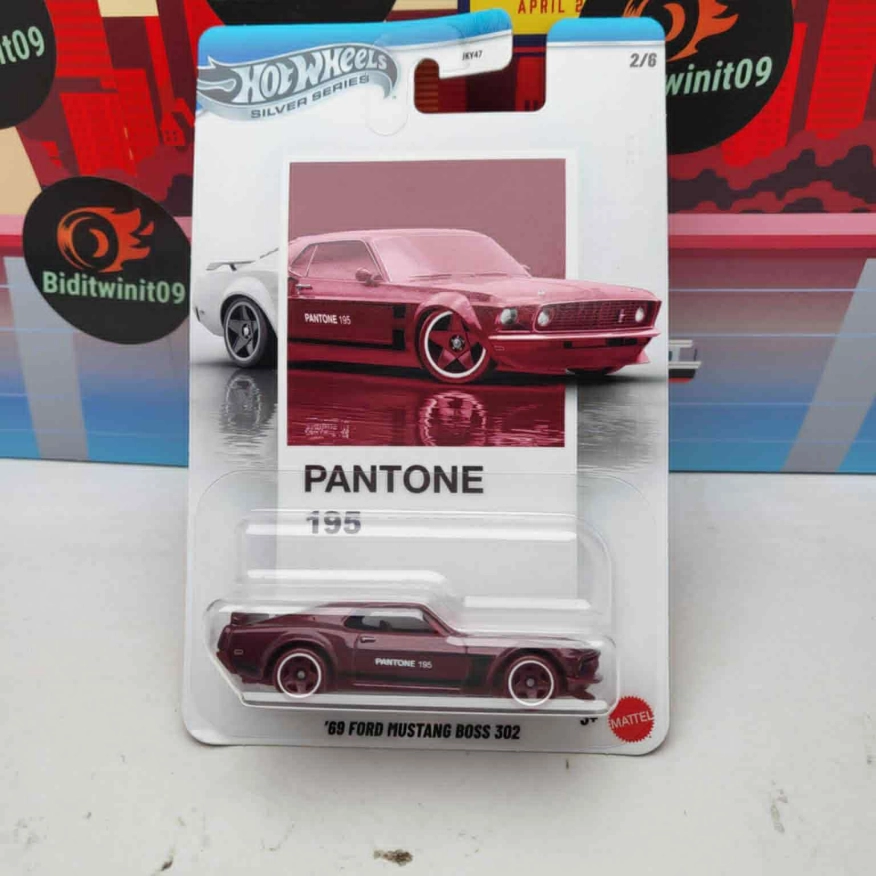 APRIL 2
it09
HOT WHEELS
SILVER SERIES
JKY47
2/6
winit09
Biditwinit09
PANTONE 195
PANTONE
195
PANTONE 195
'69 FORD MUSTANG BOSS 302
MATTEL